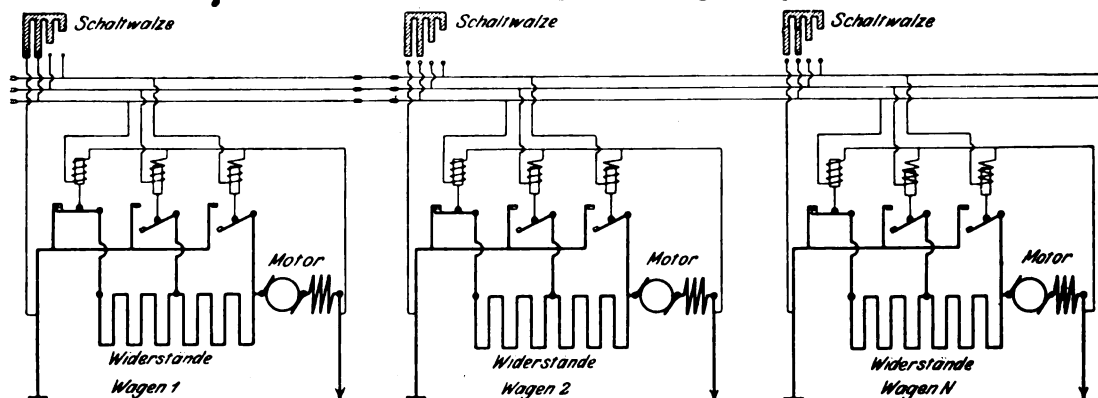 Schaltwalze
Schaltwalze
Schaltwalze
Motor
Motor
Motor
Widerstände
Widerstände
Widerstände
Wagen 1
Wagen 2
Wagen N